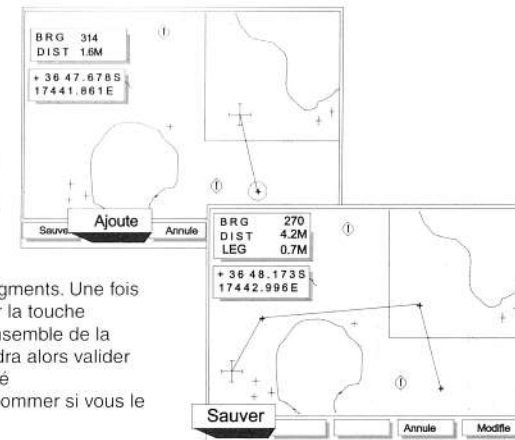 BRG 314
DIST 1.6M
+ 36 47.678S
17441.861E
Sauve
Ajoute
Annule
BRG 270
DIST 4.2M
LEG 0.7M
+ 36 48.173S
17442.996E
gments. Une fois
r la touche
nsemble de la
dra alors valider
é
ommer si vous le
Sauver
Annule
Modifie